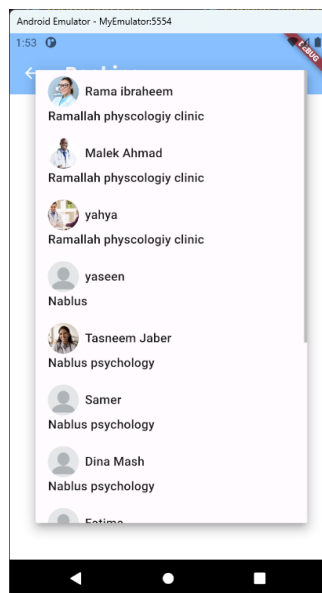 Android Emulator - MyEmulator:5554
1:53
DEBUG
Rama ibraheem
Ramallah physcologiy clinic
Malek Ahmad
Ramallah physcologiy clinic
yahya
Ramallah physcologiy clinic
yaseen
Nablus
Tasneem Jaber
Nablus psychology
Samer
Nablus psychology
Dina Mash
Nablus psychology